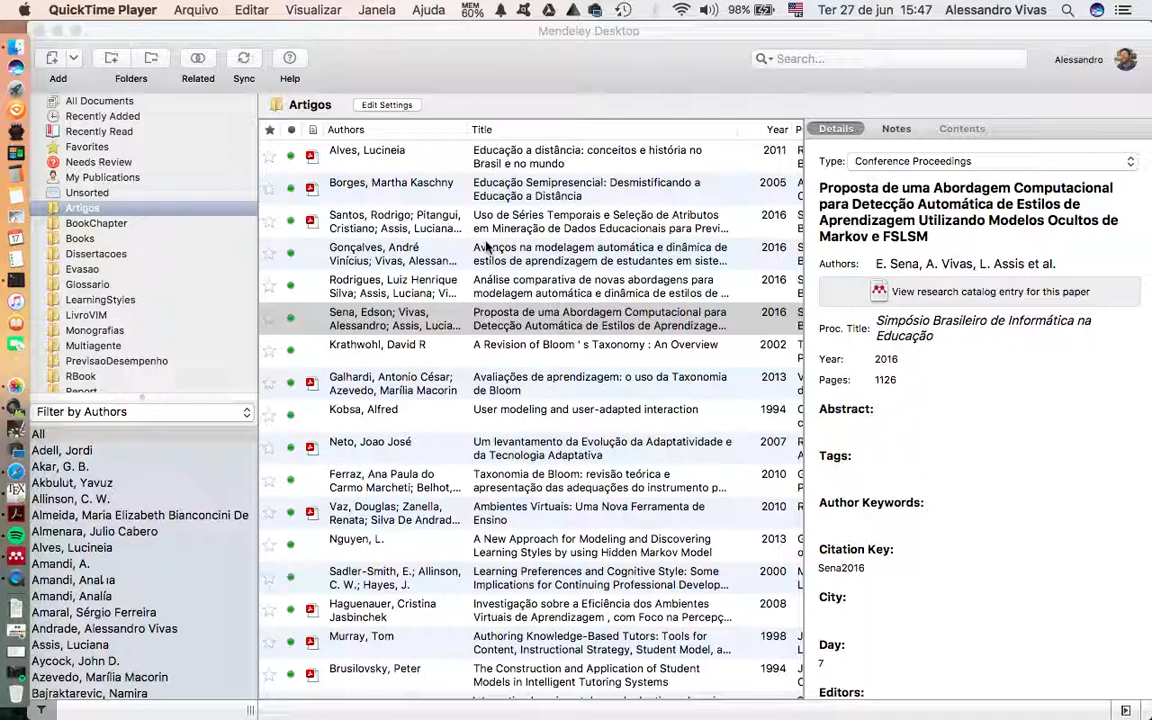 QuickTime Player Arquivo Editar Visualizar Janela Ajuda MEM 60% 98% Ter 27 de jun 15:47 Alessandro Vivas
Mendeley Desktop
Add Folders Related Sync Help
Search...
Alessandro
All Documents
Recently Added
Recently Read
Favorites
Needs Review
My Publications
Unsorted
Artigos
BookChapter
Books
Dissertacoes
Evasao
Glossario
LearningStyles
LivroVIM
Monografias
Multiagente
PrevisaoDesempenho
RBook
Report
Filter by Authors
All
Adell, Jordi
Akar, G. B.
Akbulut, Yavuz
Allinson, C. W.
Almeida, Maria Elizabeth Bianconcini De
Almenara, Julio Cabero
Alves, Lucineia
Amandi, A.
Amandi, Analıa
Amandi, Analía
Amaral, Sérgio Ferreira
Andrade, Alessandro Vivas
Assis, Luciana
Aycock, John D.
Azevedo, Marília Macorin
Bajraktarevic, Namira
Artigos Edit Settings
Authors Title Year P
Alves, Lucineia Educação a distância: conceitos e história no 2011
Brasil e no mundo
Borges, Martha Kaschny Educação Semipresencial: Desmistificando a 2005
Educação a Distância
Santos, Rodrigo; Pitangui, Uso de Séries Temporais e Seleção de Atributos 2016
Cristiano; Assis, Luciana... em Mineração de Dados Educacionais para Previ...
Gonçalves, André Avanços na modelagem automática e dinâmica de 2016
Vinícius; Vivas, Alessan... estilos de aprendizagem de estudantes em siste...
Rodrigues, Luiz Henrique Análise comparativa de novas abordagens para 2016
Silva; Assis, Luciana; Vi... modelagem automática e dinâmica de estilos de ...
Sena, Edson; Vivas, Proposta de uma Abordagem Computacional para 2016
Alessandro; Assis, Lucia... Detecção Automática de Estilos de Aprendizage...
Krathwohl, David R A Revision of Bloom ' s Taxonomy : An Overview 2002
Galhardi, Antonio César; Avaliações de aprendizagem: o uso da Taxonomia 2013
Azevedo, Marília Macorin de Bloom
Kobsa, Alfred User modeling and user-adapted interaction 1994
Neto, Joao José Um levantamento da Evolução da Adaptatividade e 2007
da Tecnologia Adaptativa
Ferraz, Ana Paula do Taxonomia de Bloom: revisão teórica e 2010
Carmo Marcheti; Belhot,... apresentação das adequações do instrumento p...
Vaz, Douglas; Zanella, Ambientes Virtuais: Uma Nova Ferramenta de 2010
Renata; Silva De Andrad... Ensino
Nguyen, L. A New Approach for Modeling and Discovering 2013
Learning Styles by using Hidden Markov Model
Sadler-Smith, E.; Allinson, Learning Preferences and Cognitive Style: Some 2000
C. W.; Hayes, J. Implications for Continuing Professional Develop...
Haguenauer, Cristina Investigação sobre a Eficiência dos Ambientes 2008
Jasbinchek Virtuais de Aprendizagem , com Foco na Percepç...
Murray, Tom Authoring Knowledge-Based Tutors: Tools for 1998
Content, Instructional Strategy, Student Model, a...
Brusilovsky, Peter The Construction and Application of Student 1994
Models in Intelligent Tutoring Systems
Details Notes Contents
Type: Conference Proceedings
Proposta de uma Abordagem Computacional
para Detecção Automática de Estilos de
Aprendizagem Utilizando Modelos Ocultos de
Markov e FSLSM
Authors: E. Sena, A. Vivas, L. Assis et al.
View research catalog entry for this paper
Proc. Title: Simpósio Brasileiro de Informática na
Educação
Year: 2016
Pages: 1126
Abstract:
Tags:
Author Keywords:
Citation Key:
Sena2016
City:
Day:
7
Editors: